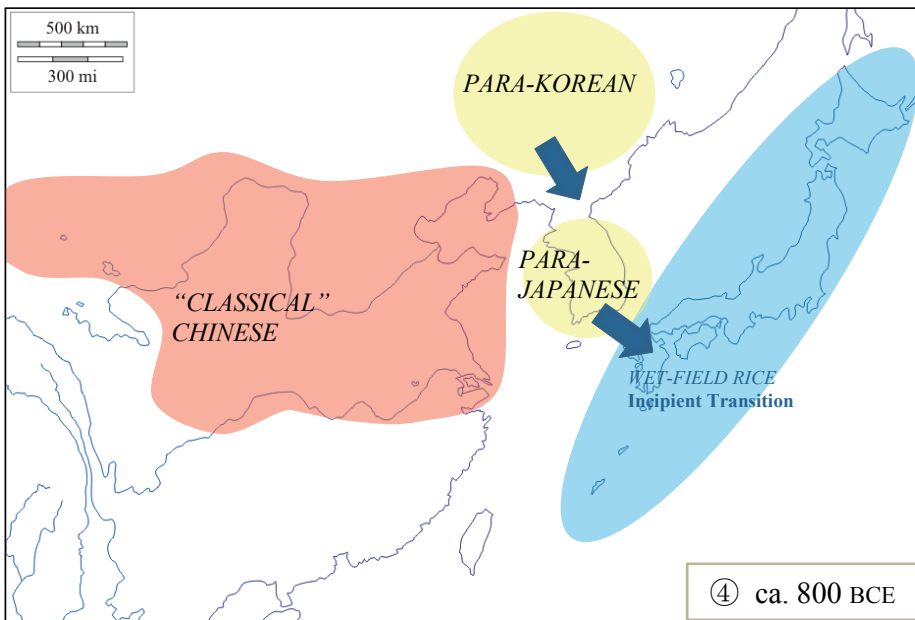 500 km
300 mi
PARA-KOREAN
PARA-
JAPANESE
“CLASSICAL”
CHINESE
WET-FIELD RICE
Incipient Transition
④ ca. 800 BCE